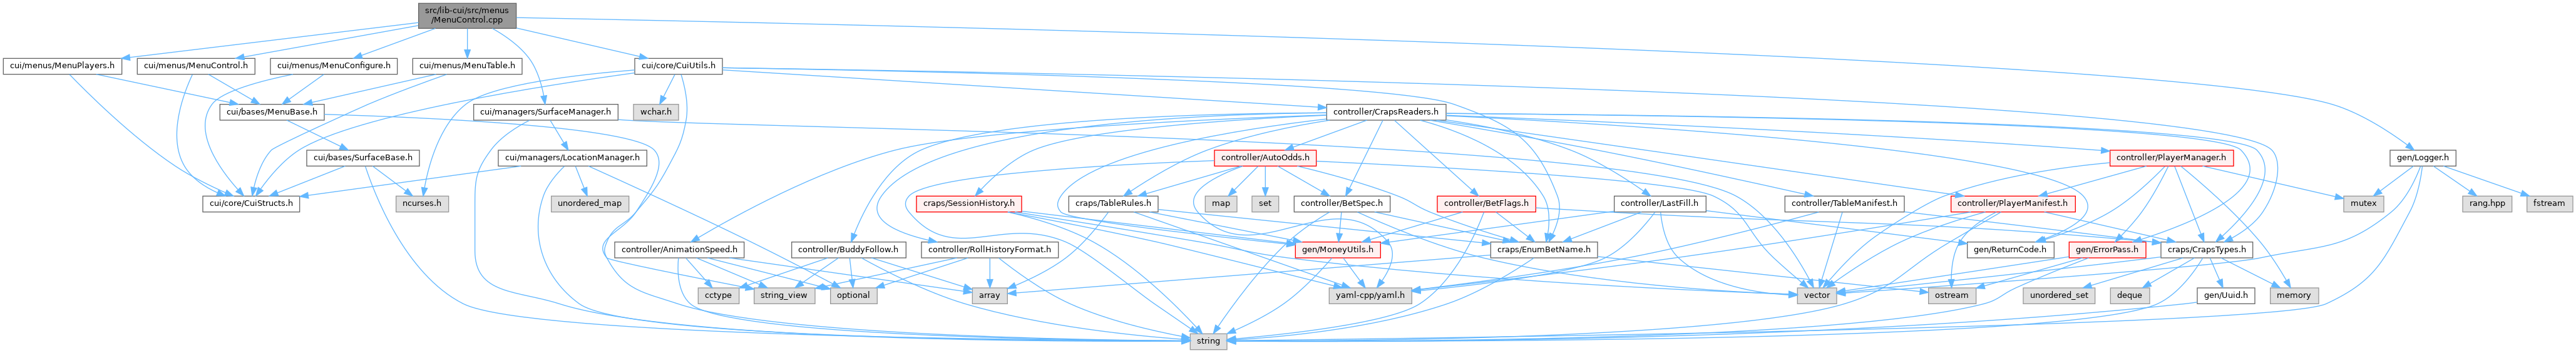 src/lib-cui/src/menus
/MenuControl.cpp
cui/menus/MenuPlayers.h
cui/menus/MenuControl.h
cui/menus/MenuConfigure.h
cui/menus/MenuTable.h
cui/core/CuiUtils.h
cui/bases/MenuBase.h
cui/managers/SurfaceManager.h
wchar.h
controller/CrapsReaders.h
cui/bases/SurfaceBase.h
cui/managers/LocationManager.h
controller/AutoOdds.h
controller/PlayerManager.h
gen/Logger.h
cui/core/CuiStructs.h
ncurses.h
unordered_map
craps/SessionHistory.h
craps/TableRules.h
map
set
controller/BetSpec.h
controller/BetFlags.h
controller/LastFill.h
controller/TableManifest.h
controller/PlayerManifest.h
mutex
rang.hpp
fstream
controller/AnimationSpeed.h
controller/BuddyFollow.h
controller/RollHistoryFormat.h
gen/MoneyUtils.h
craps/EnumBetName.h
gen/ReturnCode.h
gen/ErrorPass.h
craps/CrapsTypes.h
cctype
string_view
optional
array
yaml-cpp/yaml.h
vector
ostream
unordered_set
deque
gen/Uuid.h
memory
string